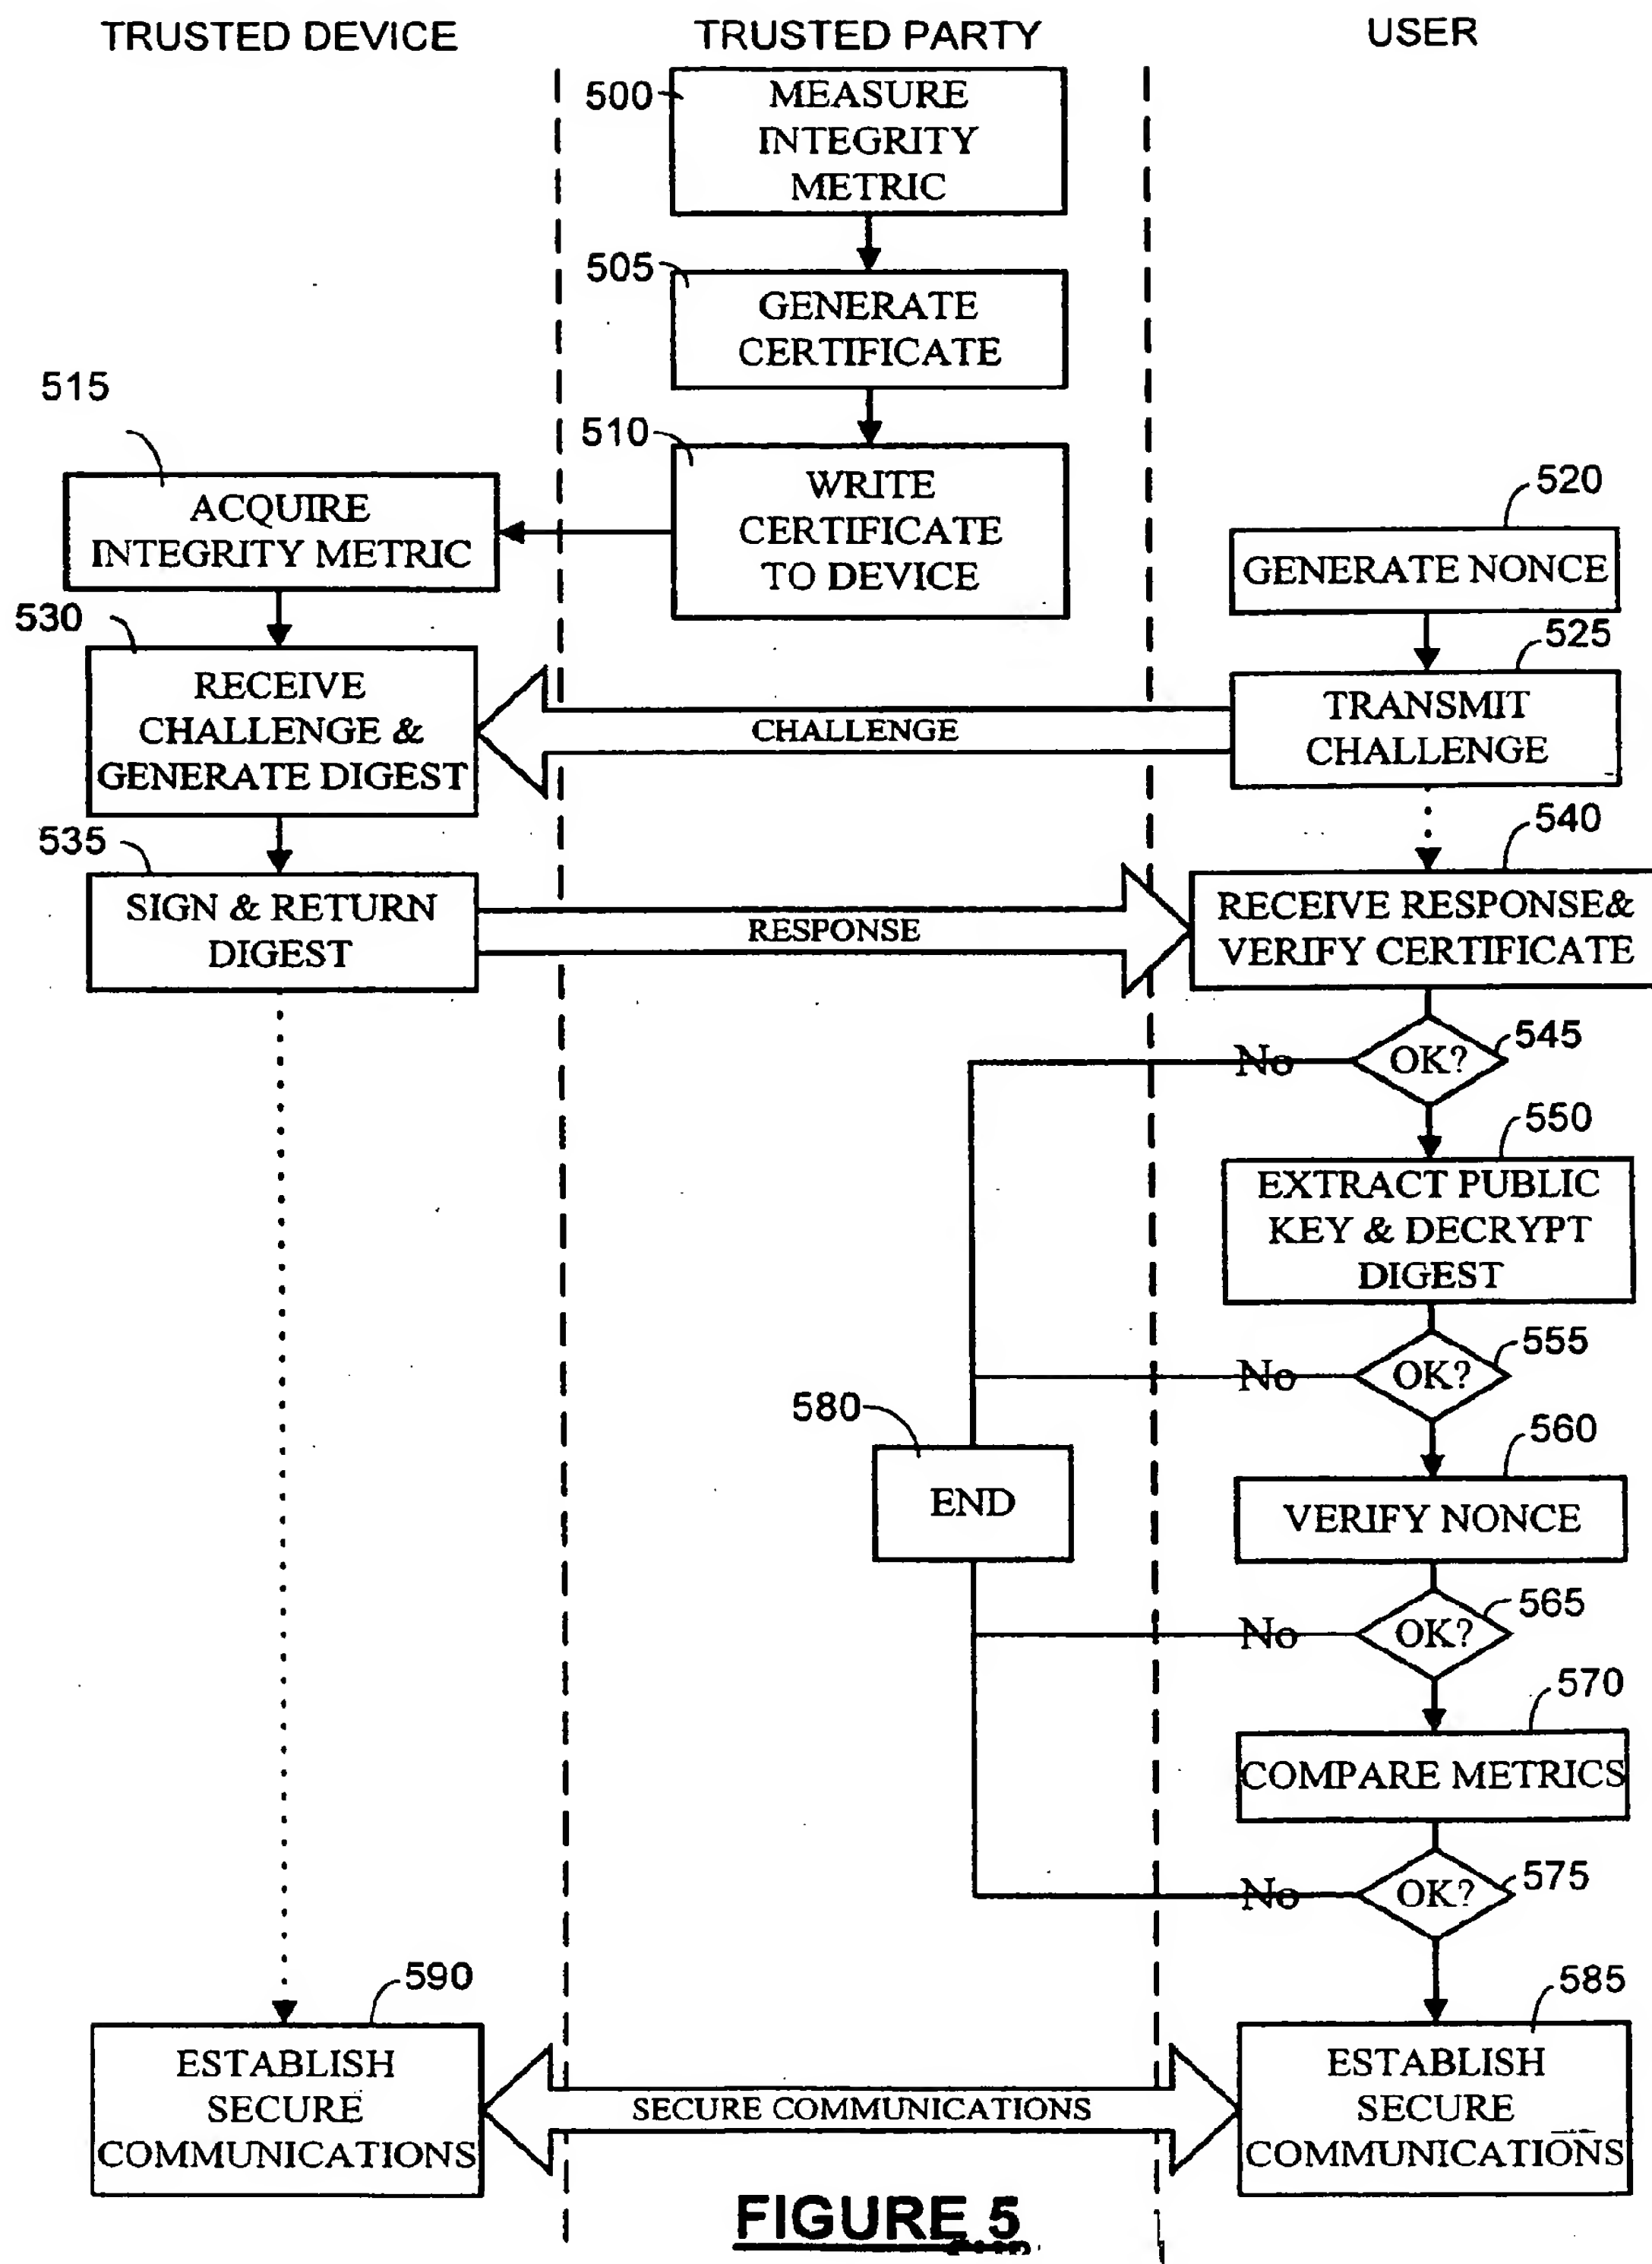 TRUSTED DEVICE
TRUSTED PARTY
USER
500
MEASURE
INTEGRITY
METRIC
505
GENERATE
CERTIFICATE
515
510
WRITE
CERTIFICATE
TO DEVICE
ACQUIRE
INTEGRITY METRIC
520
GENERATE NONCE
530
RECEIVE
CHALLENGE &
GENERATE DIGEST
525
TRANSMIT
CHALLENGE
CHALLENGE
535
SIGN & RETURN
DIGEST
RESPONSE
540
RECEIVE RESPONSE&
VERIFY CERTIFICATE
545
OK?
No
550
EXTRACT PUBLIC
KEY & DECRYPT
DIGEST
555
OK?
No
580
END
560
VERIFY NONCE
565
OK?
No
570
COMPARE METRICS
575
OK?
No
590
ESTABLISH
SECURE
COMMUNICATIONS
SECURE COMMUNICATIONS
585
ESTABLISH
SECURE
COMMUNICATIONS
FIGURE 5